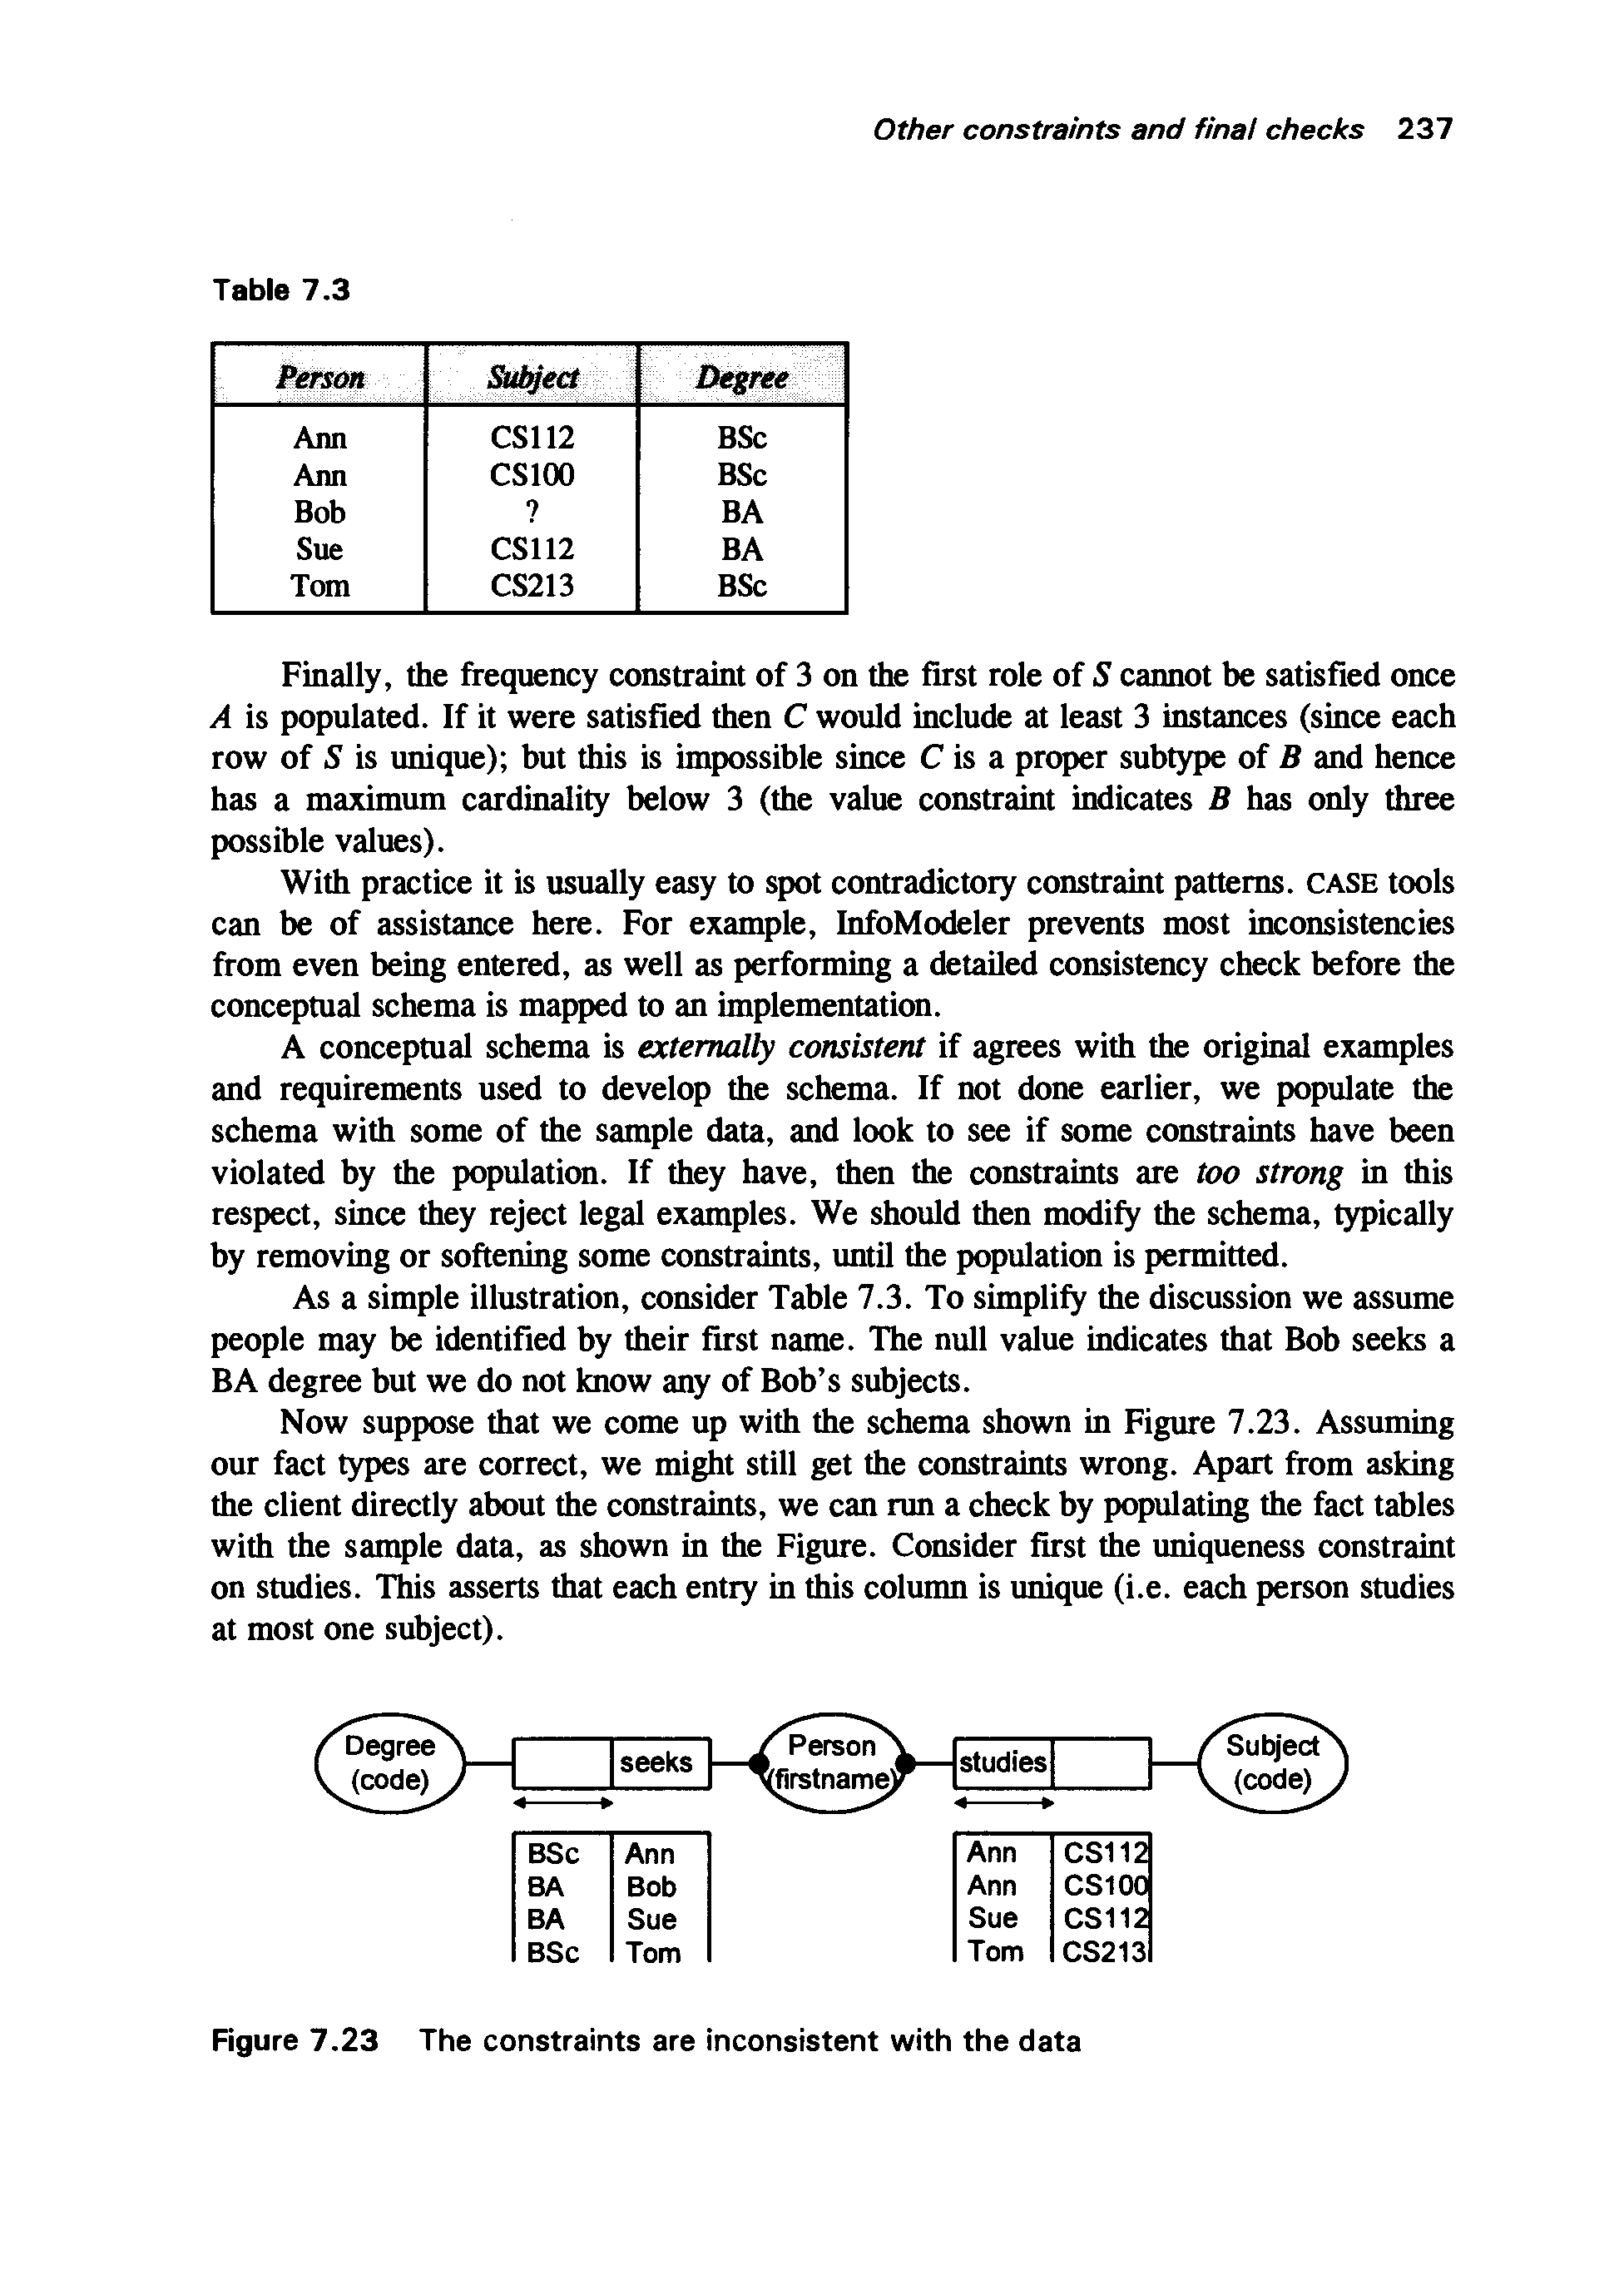 Other constraints and final checks 237
Table 7.3
Person Subject Degree
Ann CS112 BSc
Ann CS100 BSc
Bob ? BA
Sue CS112 BA
Tom CS213 BSc
Finally, the frequency constraint of 3 on the first role of S cannot be satisfied once
A is populated. If it were satisfied then C would include at least 3 instances (since each
row of S is unique); but this is impossible since C is a proper subtype of B and hence
has a maximum cardinality below 3 (the value constraint indicates B has only three
possible values).
With practice it is usually easy to spot contradictory constraint patterns. CASE tools
can be of assistance here. For example, InfoModeler prevents most inconsistencies
from even being entered, as well as performing a detailed consistency check before the
conceptual schema is mapped to an implementation.
A conceptual schema is externally consistent if agrees with the original examples
and requirements used to develop the schema. If not done earlier, we populate the
schema with some of the sample data, and look to see if some constraints have been
violated by the population. If they have, then the constraints are too strong in this
respect, since they reject legal examples. We should then modify the schema, typically
by removing or softening some constraints, until the population is permitted.
As a simple illustration, consider Table 7.3. To simplify the discussion we assume
people may be identified by their first name. The null value indicates that Bob seeks a
BA degree but we do not know any of Bob's subjects.
Now suppose that we come up with the schema shown in Figure 7.23. Assuming
our fact types are correct, we might still get the constraints wrong. Apart from asking
the client directly about the constraints, we can run a check by populating the fact tables
with the sample data, as shown in the Figure. Consider first the uniqueness constraint
on studies. This asserts that each entry in this column is unique (i.e. each person studies
at most one subject).
Degree Person Subject
seeks studies
(code) (firstname) (code)
BSc Ann Ann CS112
BA Bob Ann CS100
BA Sue Sue CS112
BSc Tom Tom CS213
Figure 7.23 The constraints are inconsistent with the data